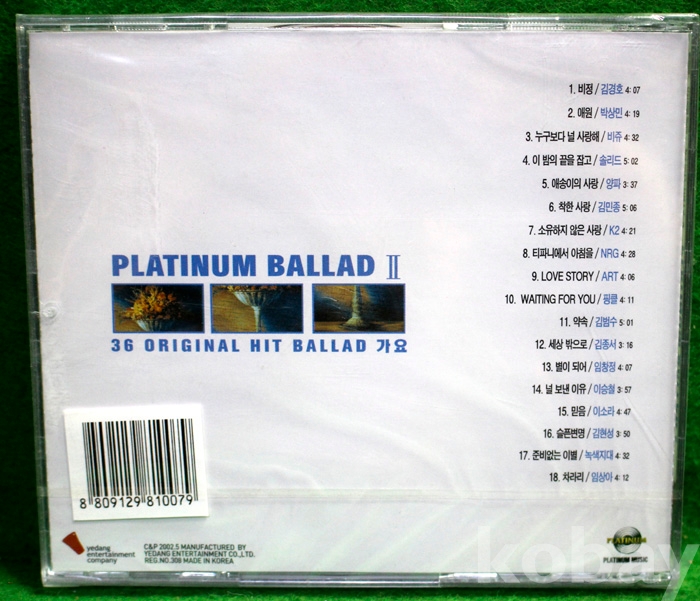 1. 비정 / 김경호 4: 07
2. 애원 / 박상민 4: 19
3. 누구보다 널 사랑해 / 비쥬 4: 32
4. 이 밤의 끝을 잡고 / 솔리드 5: 02
5. 애송이의 사랑 / 양파 3: 37
6. 착한 사랑 / 김민종 5: 06
7. 소유하지 않은 사랑 / K2 4: 21
8. 티파니에서 아침을 / NRG 4: 28
9. LOVE STORY / ART 4: 06
10. WAITING FOR YOU / 핑클 4: 11
11. 약속 / 김범수 5: 01
12. 세상 밖으로 / 김종서 3: 16
13. 별이 되어 / 임창정 4: 07
14. 널 보낸 이유 / 이승철 3: 57
15. 믿음 / 이소라 4: 47
16. 슬픈변명 / 김현성 3: 50
17. 준비없는 이별 / 녹색지대 4: 32
18. 차라리 / 임상아 4: 12
PLATINUM BALLAD II
36 ORIGINAL HIT BALLAD 가요
8 809129 810079
yedang
entertainment
company
C&P 2002.5 MANUFACTURED BY
YEDANG ENTERTAINMENT CO.,LTD.
REG.NO.308 MADE IN KOREA
PLATINUM
PLATINUM MUSIC
kobay